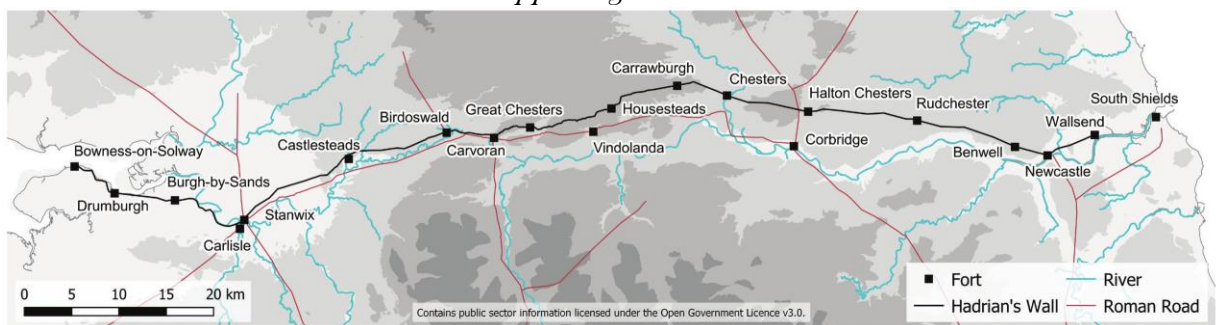 Carrawburgh
Chesters
Great Chesters
Halton Chesters
Birdoswald
Housesteads
Rudchester
South Shields
Castlesteads
Wallsend
Bowness-on-Solway
Carvoran
Vindolanda
Corbridge
Benwell
Burgh-by-Sands
Newcastle
Drumburgh
Stanwix
Carlisle
0 5 10 15 20 km
Contains public sector information licensed under the Open Government Licence v3.0.
Fort
River
Hadrian's Wall
Roman Road